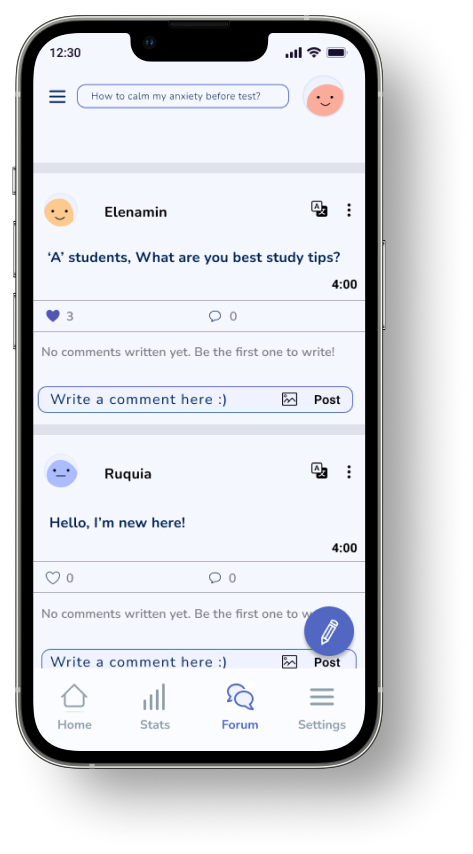 12:30
How to calm my anxiety before test?
Elenamin
‘A’ students, What are you best study tips?
4:00
3 0
No comments written yet. Be the first one to write!
Write a comment here :) Post
Ruquia
Hello, I’m new here!
4:00
0 0
No comments written yet. Be the first one to w
Write a comment here :) Post
Home Stats Forum Settings